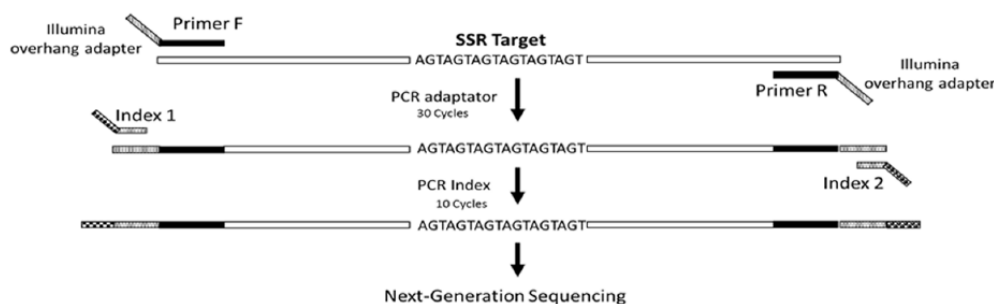 Illumina
overhang adapter
Primer F
SSR Target
AGTAGTAGTAGTAGTAGT
Illumina
overhang adapter
Primer R
PCR adaptator
30 Cycles
Index 1
AGTAGTAGTAGTAGTAGT
Index 2
PCR Index
10 Cycles
AGTAGTAGTAGTAGTAGT
Next-Generation Sequencing